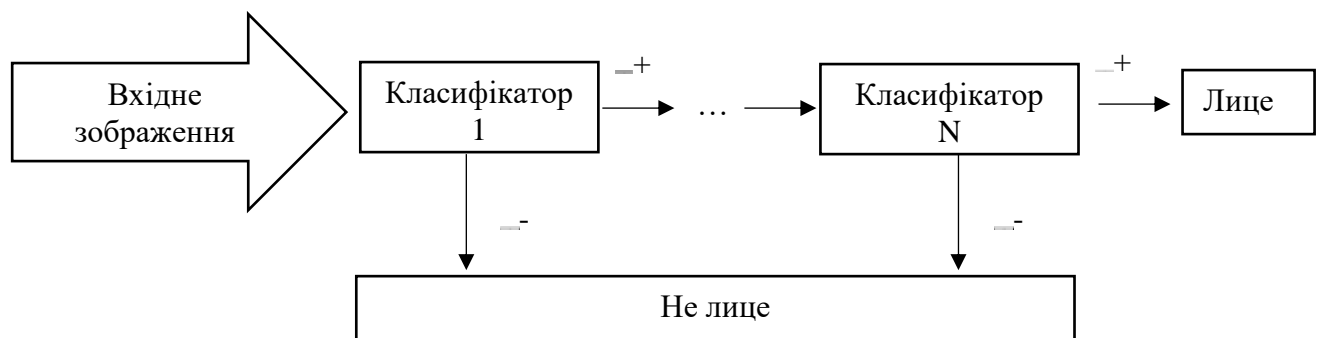 Вхідне
зображення
Класифікатор
1
_+
…
Класифікатор
N
_+
Лице
_-
_-
Не лице